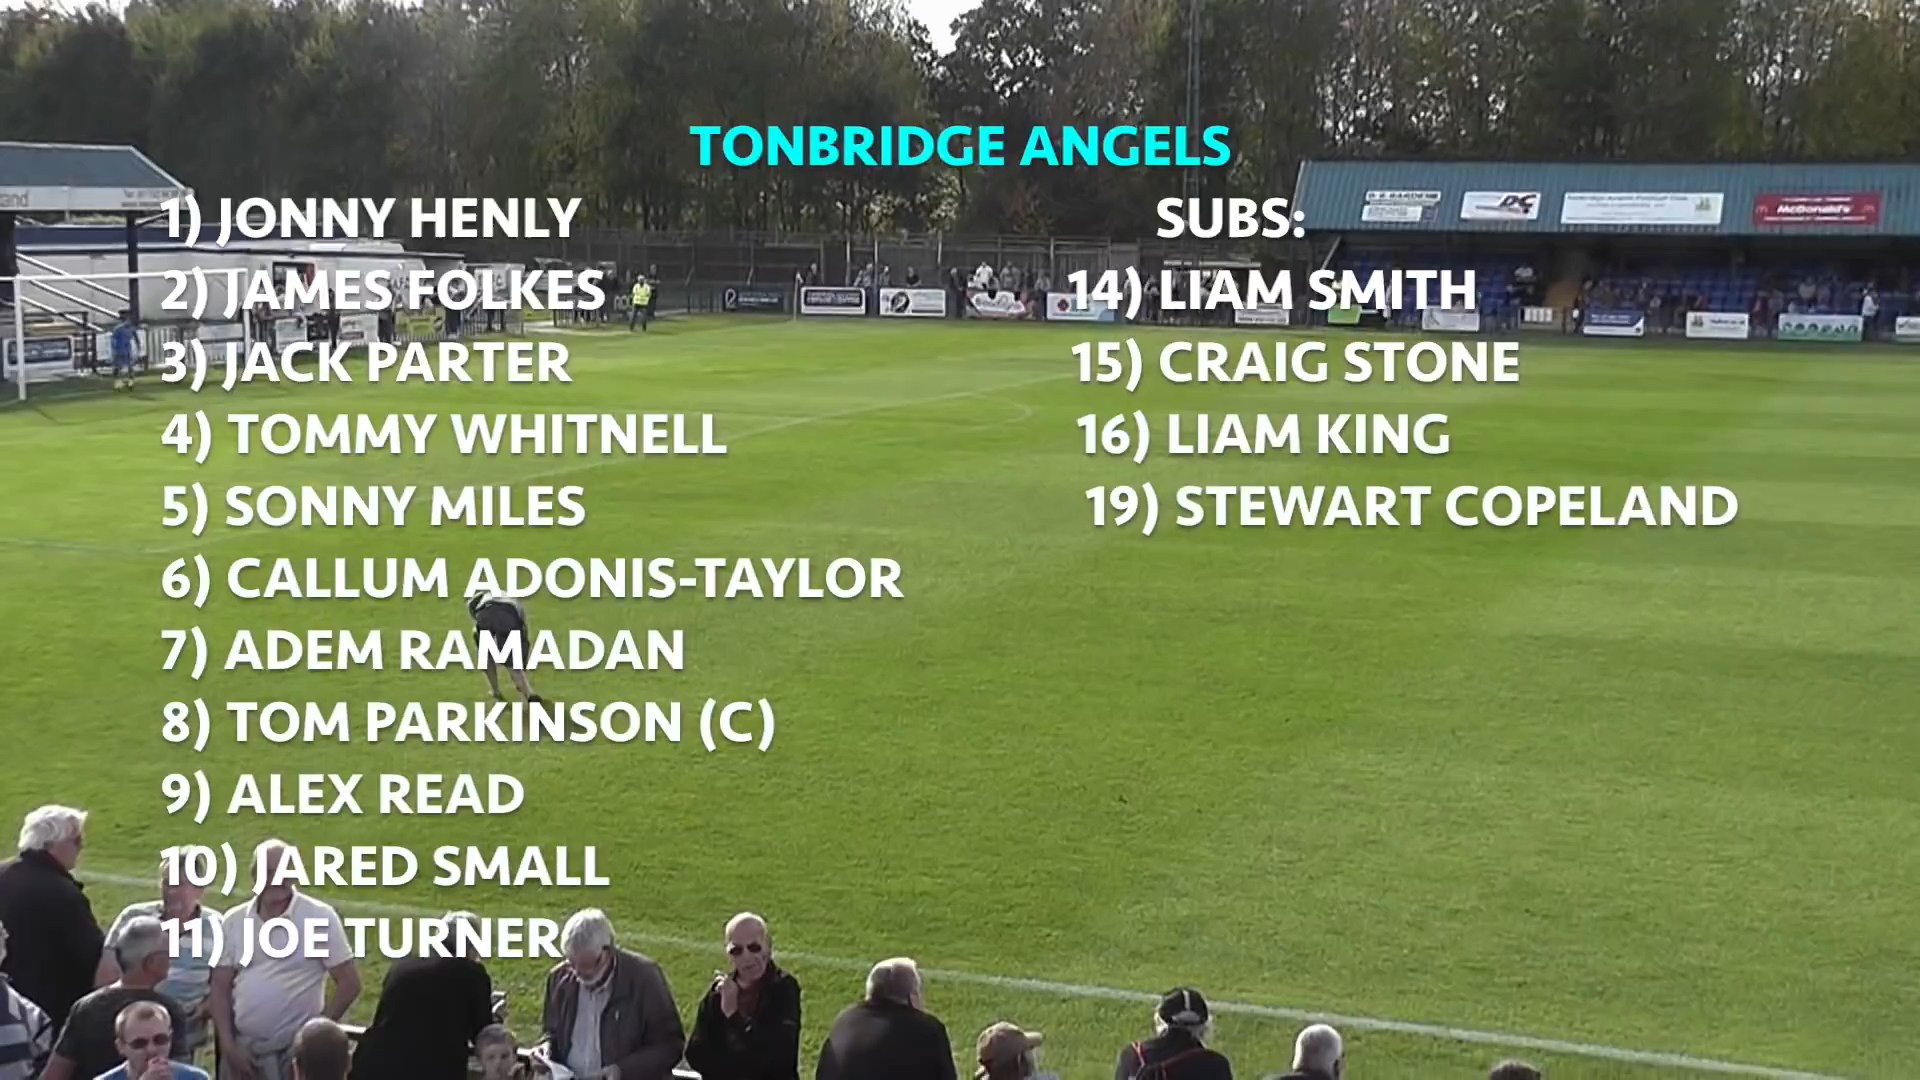 TONBRIDGE ANGELS
1) JONNY HENLY
2) JAMES FOLKES
3) JACK PARTER
4) TOMMY WHITNELL
5) SONNY MILES
6) CALLUM ADONIS-TAYLOR
7) ADEM RAMADAN
8) TOM PARKINSON (C)
9) ALEX READ
10) JARED SMALL
11) JOE TURNER
SUBS:
14) LIAM SMITH
15) CRAIG STONE
16) LIAM KING
19) STEWART COPELAND
McDonald's